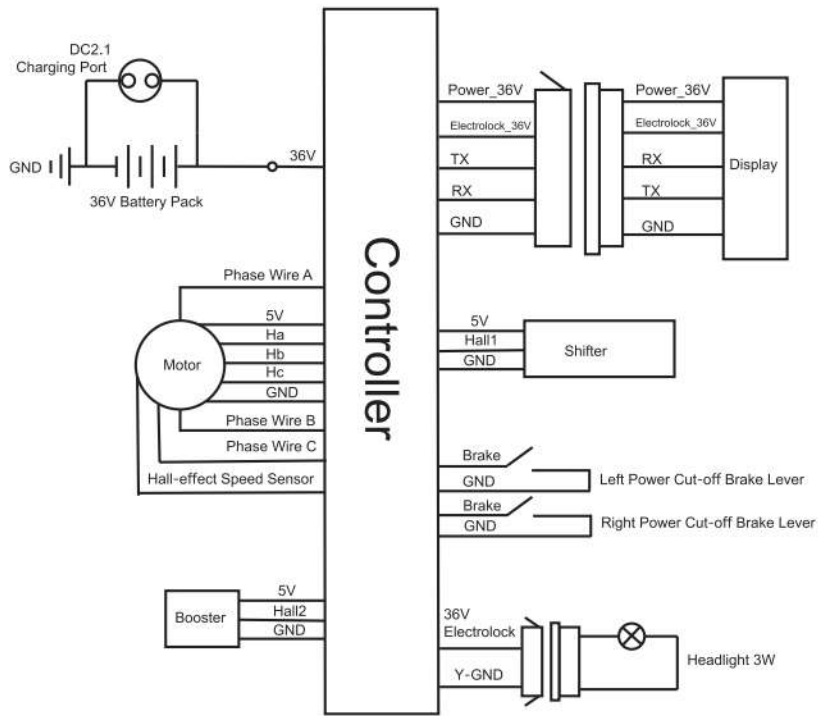 DC2.1
Charging Port
GND
36V
36V Battery Pack
Phase Wire A
5V
Ha
Hb
Hc
GND
Phase Wire B
Phase Wire C
Hall-effect Speed Sensor
Motor
Booster
5V
Hall2
GND
Controller
Power_36V
Electrolock_36V
TX
RX
GND
Power_36V
Electrolock_36V
RX
TX
GND
Display
5V
Hall1
GND
Shifter
Brake
GND
Left Power Cut-off Brake Lever
Brake
GND
Right Power Cut-off Brake Lever
36V
Electrolock
Y-GND
Headlight 3W